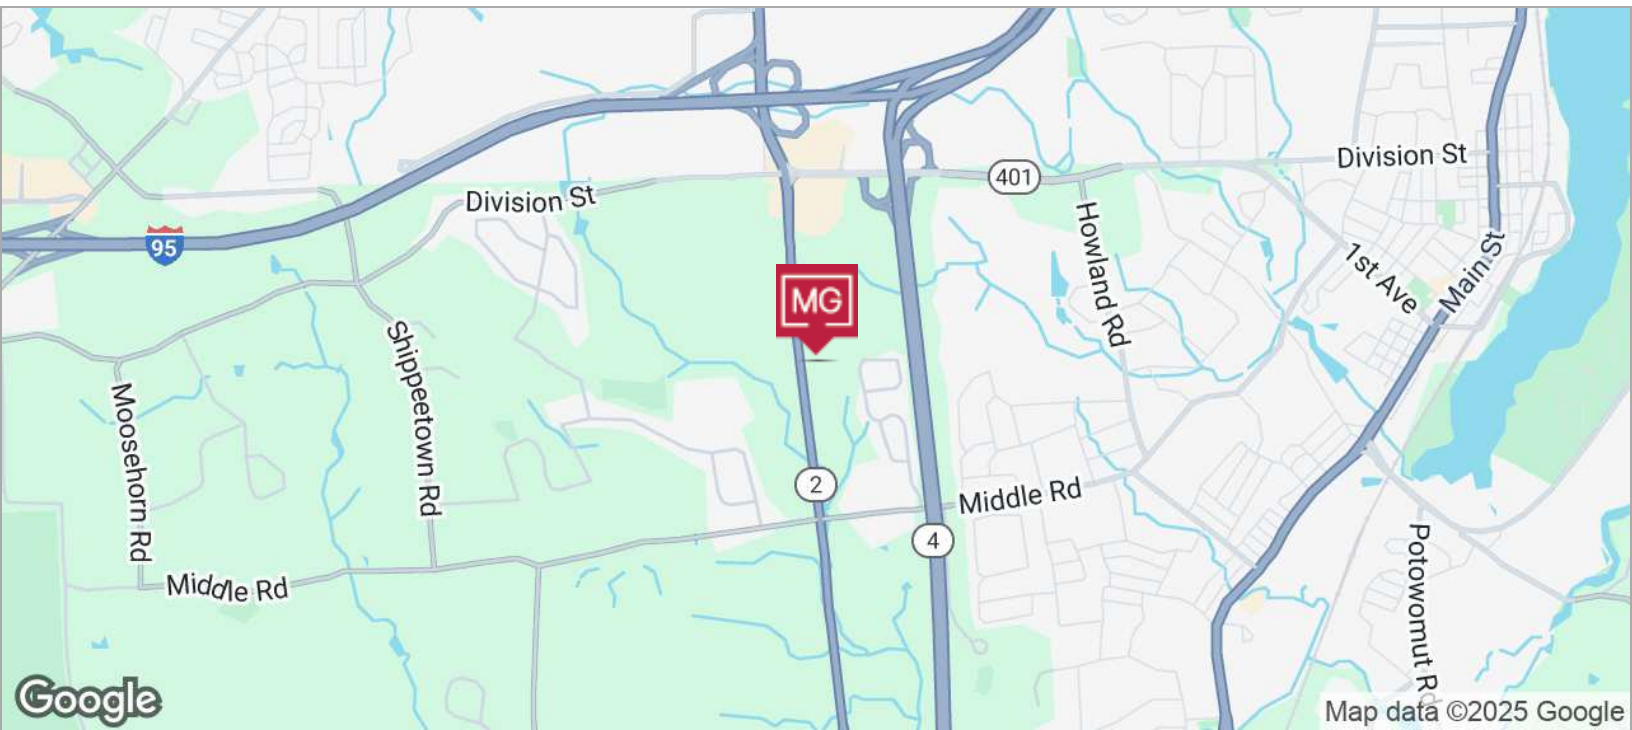 Division St
401
Division St
95
Howland Rd
1st Ave
Main St
MG
Shippeetown Rd
Moosehorn Rd
2
Middle Rd
4
Middle Rd
Potowomut Rd
Google
Map data ©2025 Google